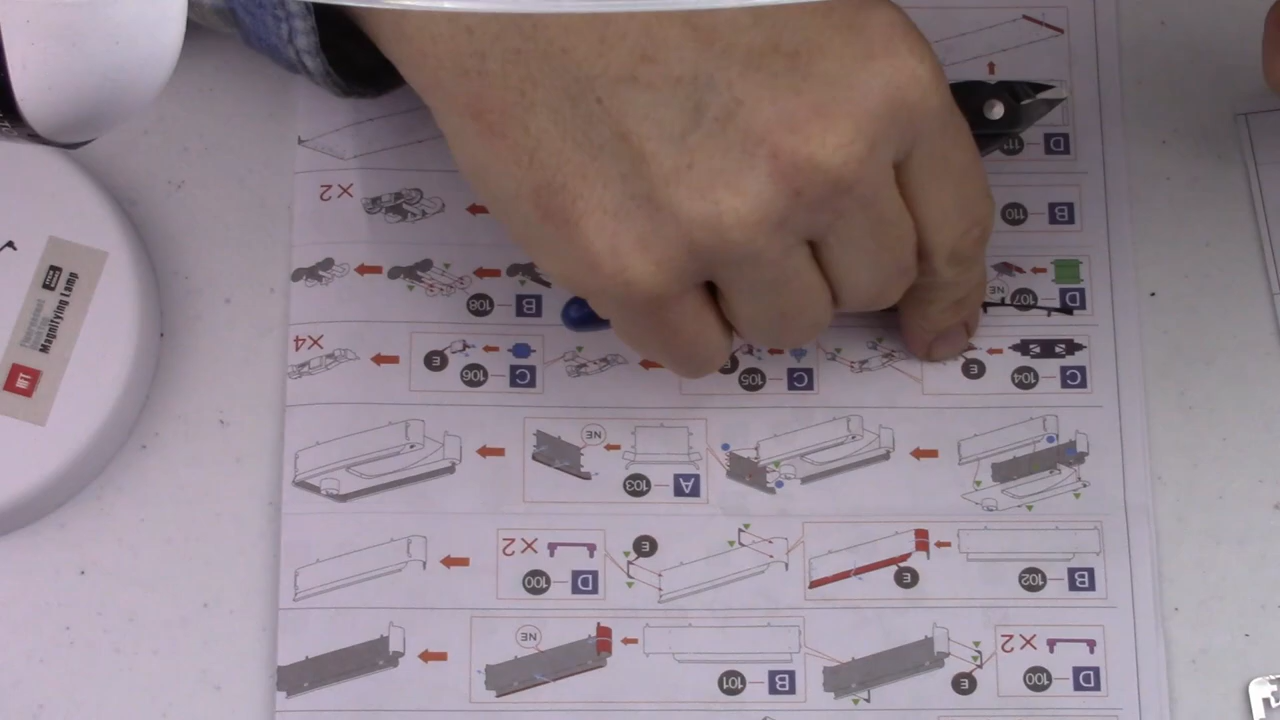 D 100 X2
E
B 101
NE
B 102
E
E
D 100 X2
A 103
NE
C 104
E
C 105
E
C 106
E
X4
D 107
NE
B 108
B 110
X2
D
Magnifying Lamp